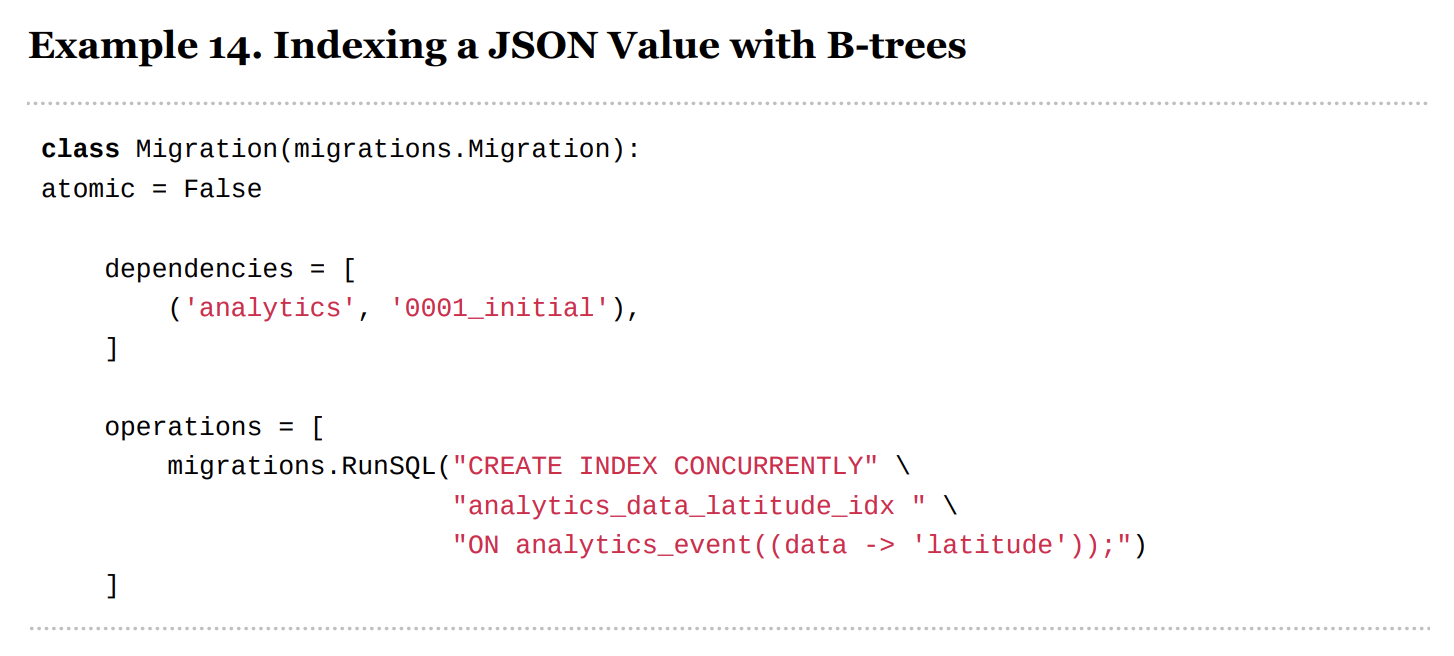 Example 14. Indexing a JSON Value with B-trees
class Migration(migrations.Migration):
atomic = False
    dependencies = [
        ('analytics', '0001_initial'),
    ]
    operations = [
        migrations.RunSQL("CREATE INDEX CONCURRENTLY" \
                          "analytics_data_latitude_idx " \
                          "ON analytics_event((data -> 'latitude'));")
    ]